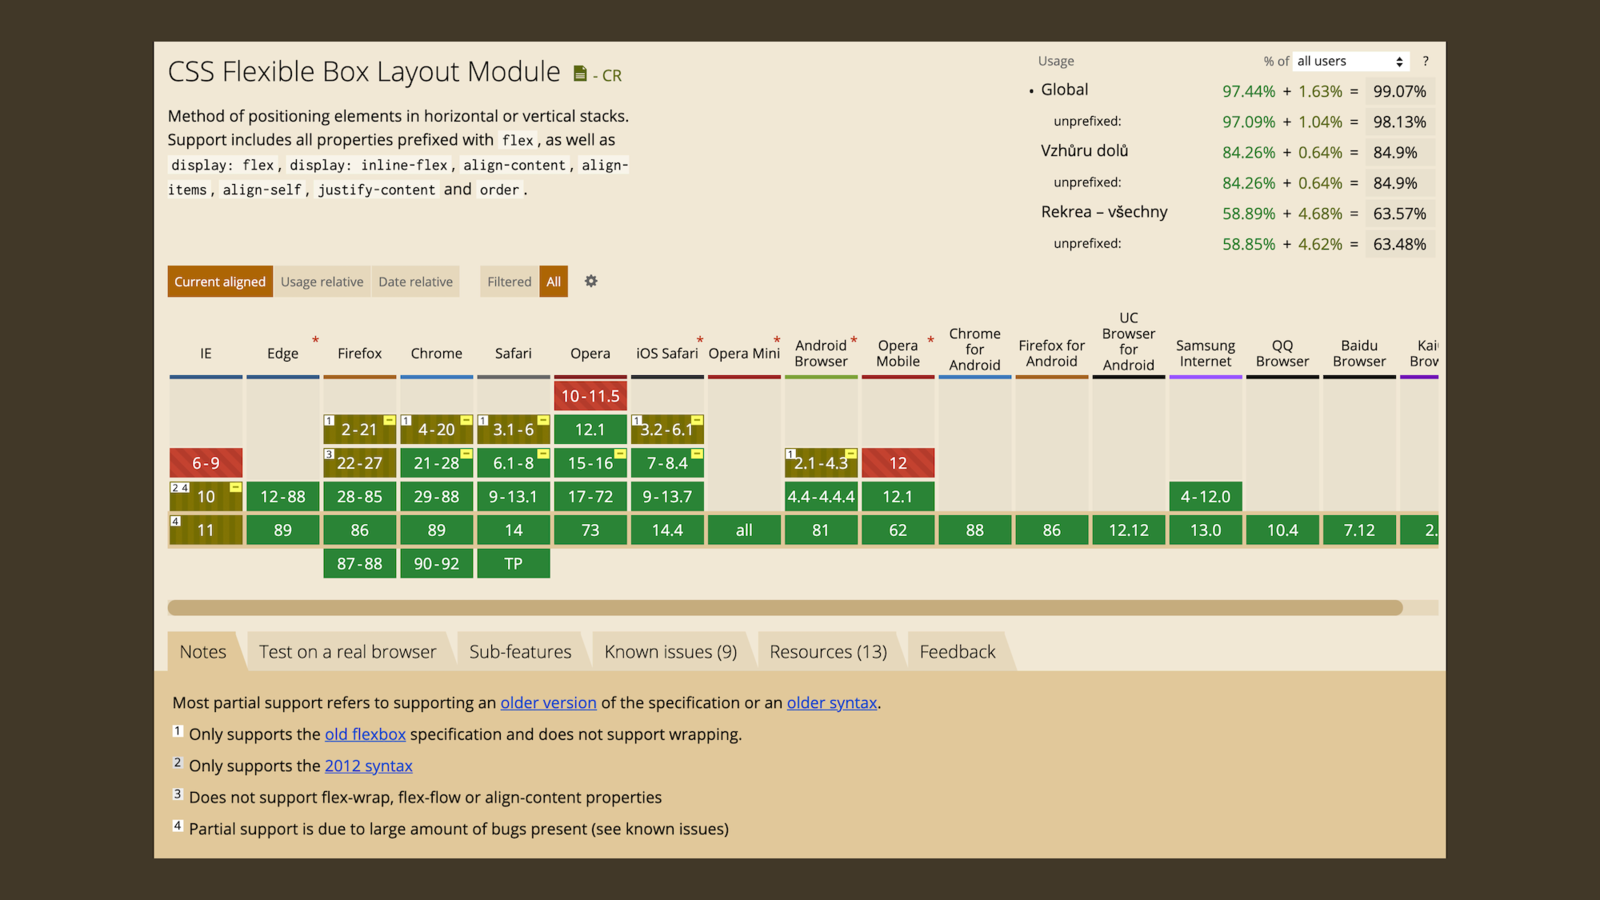 CSS Flexible Box Layout Module - CR
Method of positioning elements in horizontal or vertical stacks.
Support includes all properties prefixed with flex, as well as
display: flex, display: inline-flex, align-content, align-
items, align-self, justify-content and order.
Usage % of all users ?
• Global 97.44% + 1.63% = 99.07%
unprefixed: 97.09% + 1.04% = 98.13%
Vzhůru dolů 84.26% + 0.64% = 84.9%
unprefixed: 84.26% + 0.64% = 84.9%
Rekrea – všechny 58.89% + 4.68% = 63.57%
unprefixed: 58.85% + 4.62% = 63.48%
Current aligned Usage relative Date relative Filtered All
IE Edge * Firefox Chrome Safari Opera iOS Safari * Opera Mini * Android Browser * Opera Mobile * Chrome for Android Firefox for Android UC Browser for Android Samsung Internet QQ Browser Baidu Browser Kai Brow
10-11.5
1 2-21 1 4-20 1 3.1-6 12.1 1 3.2-6.1
6-9 3 22-27 21-28 6.1-8 15-16 7-8.4 1 2.1-4.3 12
2 4 10 12-88 28-85 29-88 9-13.1 17-72 9-13.7 4.4-4.4.4 12.1 4-12.0
4 11 89 86 89 14 73 14.4 all 81 62 88 86 12.12 13.0 10.4 7.12 2.
87-88 90-92 TP
Notes Test on a real browser Sub-features Known issues (9) Resources (13) Feedback
Most partial support refers to supporting an older version of the specification or an older syntax.
1 Only supports the old flexbox specification and does not support wrapping.
2 Only supports the 2012 syntax
3 Does not support flex-wrap, flex-flow or align-content properties
4 Partial support is due to large amount of bugs present (see known issues)